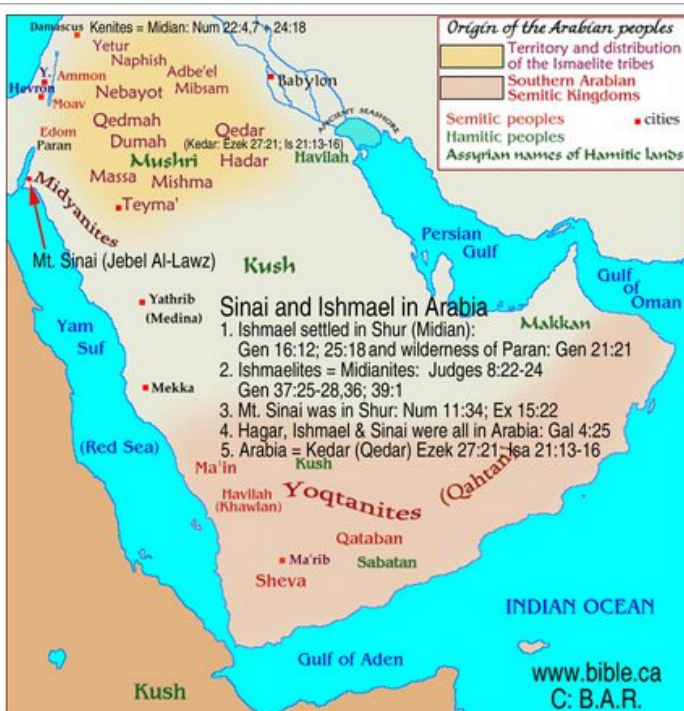 Damascus
Kenites = Midian: Num 22:4,7 + 24:18
Origin of the Arabian peoples
Territory and distribution
of the Ismaelite tribes
Southern Arabian
Semitic Kingdoms
Semitic peoples
cities
Hamitic peoples
Assyrian names of Hamitic lands
Yetur
Naphish
Adbe'el
Mibsam
Nebayot
Y.
Ammon
Hevron
Moav
Babylon
ANCIENT SEASHORE
Qedmah
Edom
Paran
Dumah
Qedar
(Kedar: Ezek 27:21; Is 21:13-16)
Mushri
Hadar
Havilah
Massa
Mishma
Midyanites
Teyma'
Mt. Sinai (Jebel Al-Lawz)
Persian
Gulf
Gulf
of
Oman
Kush
Yathrib
(Medina)
Makkan
Sinai and Ishmael in Arabia
1. Ishmael settled in Shur (Midian):
Gen 16:12; 25:18 and wilderness of Paran: Gen 21:21
2. Ishmaelites = Midianites: Judges 8:22-24
Gen 37:25-28,36; 39:1
3. Mt. Sinai was in Shur: Num 11:34; Ex 15:22
4. Hagar, Ishmael & Sinai were all in Arabia: Gal 4:25
5. Arabia = Kedar (Qedar) Ezek 27:21; Isa 21:13-16
Yam
Suf
Mekka
(Red Sea)
Ma'in
Kush
Havilah
(Khawlan)
Yoqtanites
(Qahtan)
Qataban
Ma'rib
Sabatan
Sheva
INDIAN OCEAN
Gulf of Aden
Kush
www.bible.ca
C: B.A.R.